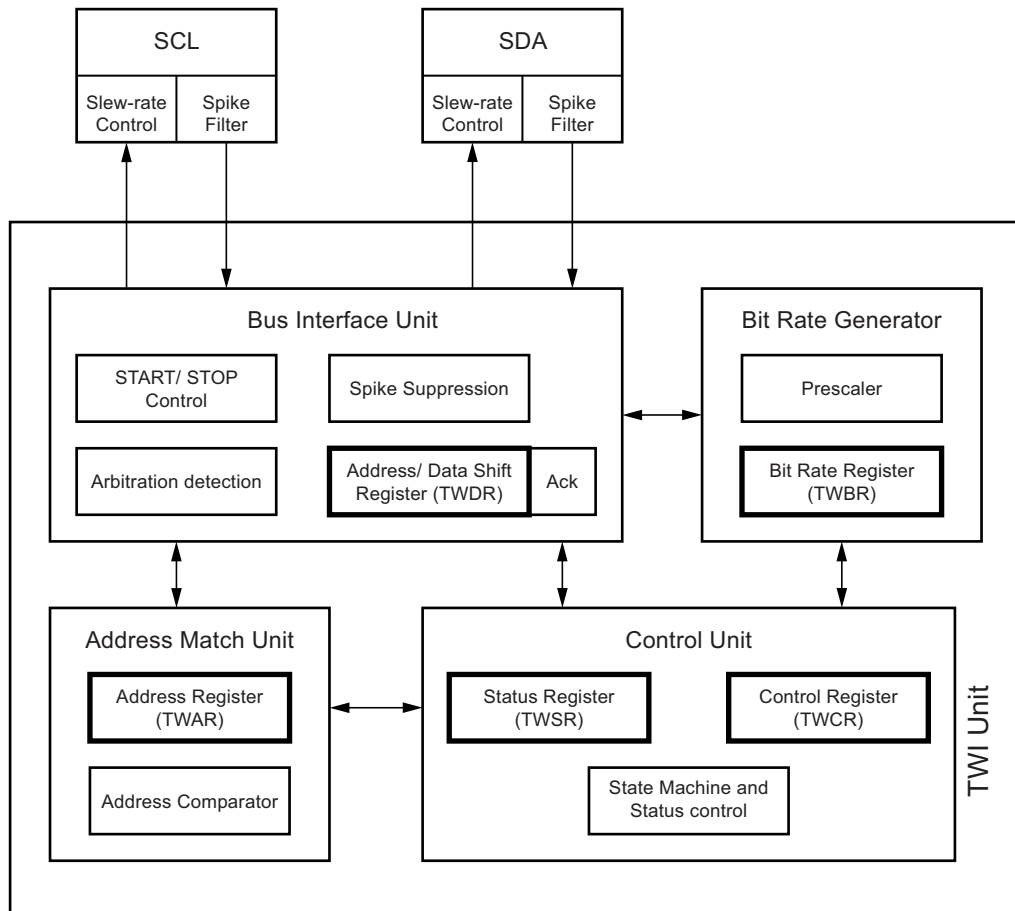 SCL
SDA
Slew-rate
Control
Spike
Filter
Slew-rate
Control
Spike
Filter
Bus Interface Unit
START/ STOP
Control
Spike Suppression
Arbitration detection
Address/ Data Shift
Register (TWDR)
Ack
Bit Rate Generator
Prescaler
Bit Rate Register
(TWBR)
Address Match Unit
Address Register
(TWAR)
Address Comparator
Control Unit
Status Register
(TWSR)
Control Register
(TWCR)
State Machine and
Status control
TWI Unit